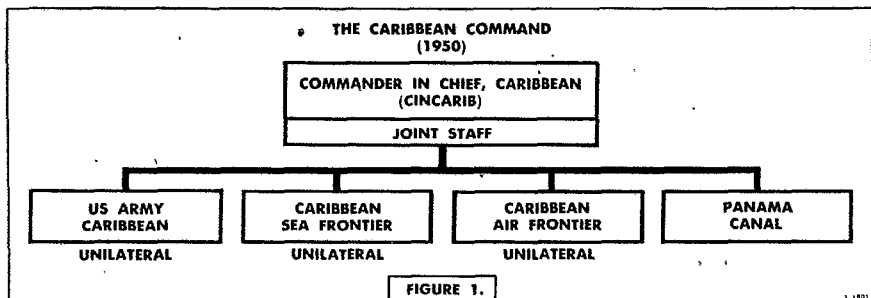 THE CARIBBEAN COMMAND
(1950)
COMMANDER IN CHIEF, CARIBBEAN
(CINCARIB)
JOINT STAFF
US ARMY
CARIBBEAN
UNILATERAL
CARIBBEAN
SEA FRONTIER
UNILATERAL
CARIBBEAN
AIR FRONTIER
UNILATERAL
PANAMA
CANAL
FIGURE 1.